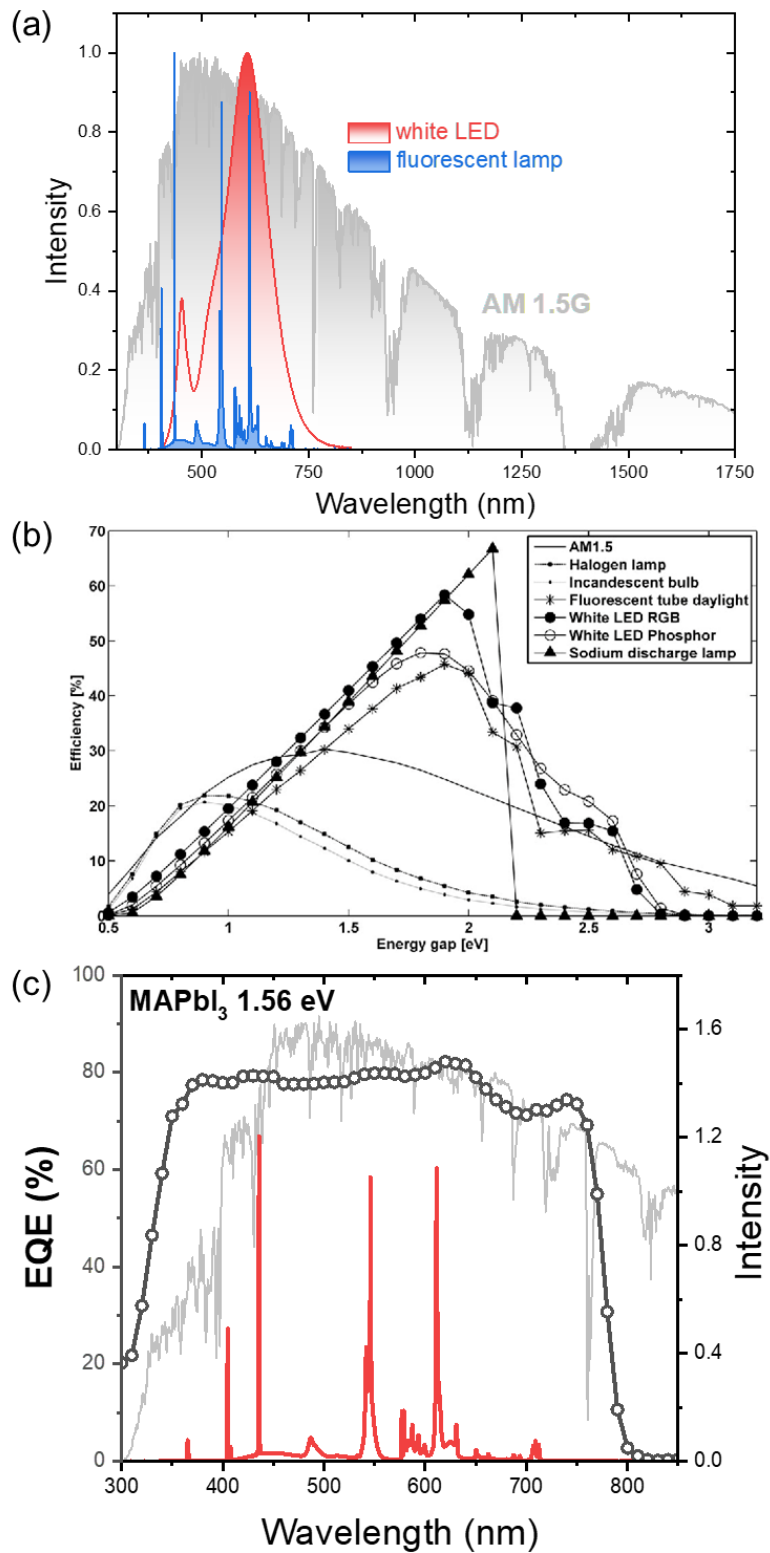 (a)
1.0
0.8
0.6
0.4
0.2
0.0
Intensity
white LED
fluorescent lamp
AM 1.5G
500 750 1000 1250 1500 1750
Wavelength (nm)
(b)
70
60
50
40
30
20
10
0
Efficiency [%]
AM1.5
Halogen lamp
Incandescent bulb
Fluorescent tube daylight
White LED RGB
White LED Phosphor
Sodium discharge lamp
0.5 1 1.5 2 2.5 3
Energy gap [eV]
(c)
MAPbI₃ 1.56 eV
100
80
60
40
20
0
EQE (%)
1.6
1.2
0.8
0.4
0.0
Intensity
300 400 500 600 700 800
Wavelength (nm)